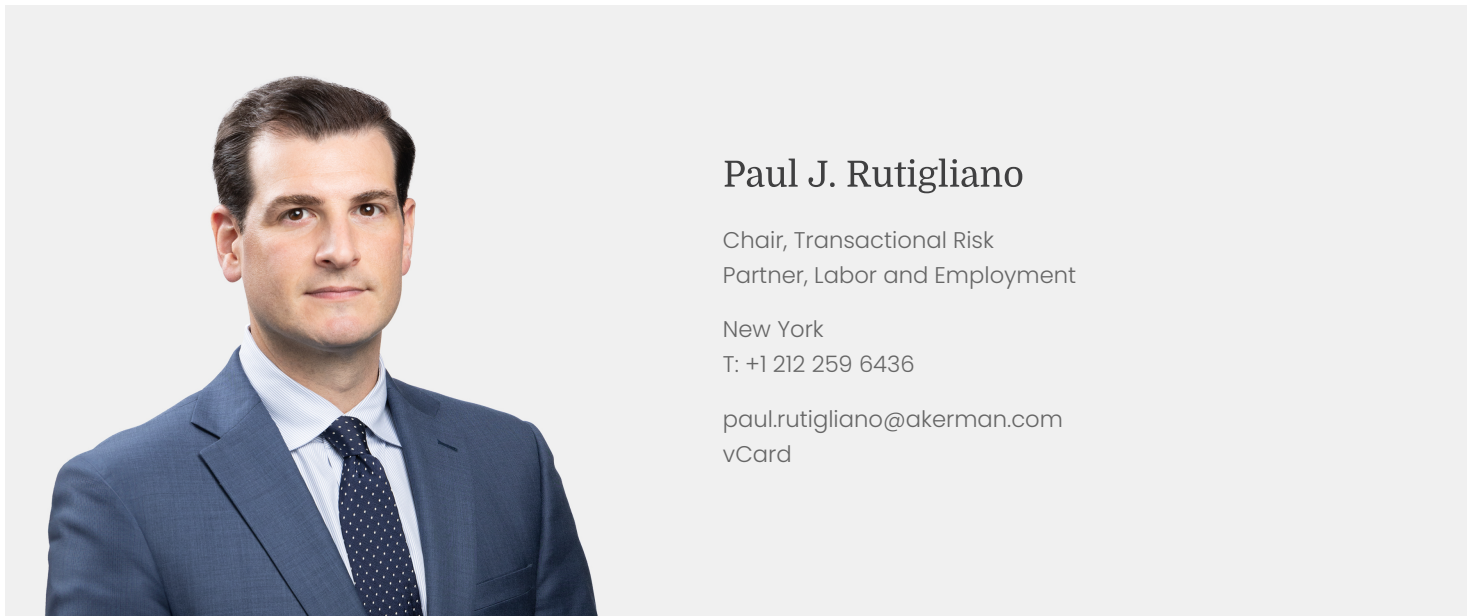 Paul J. Rutigliano
Chair, Transactional Risk
Partner, Labor and Employment
New York
T: +1 212 259 6436
paul.rutigliano@akerman.com
vCard